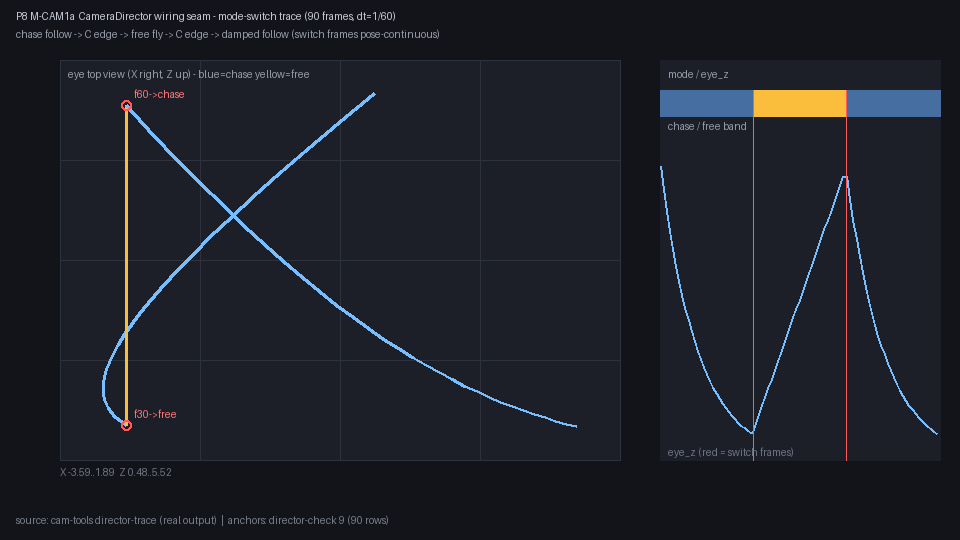 P8 M-CAM1a CameraDirector wiring seam - mode-switch trace (90 frames, dt=1/60)
chase follow -> C edge -> free fly -> C edge -> damped follow (switch frames pose-continuous)
eye top view (X right, Z up) - blue=chase yellow=free
f60->chase
f30->free
X -3.59..1.89  Z 0.48..5.52
mode / eye_z
chase / free band
eye_z (red = switch frames)
source: cam-tools director-trace (real output)  |  anchors: director-check 9 (90 rows)